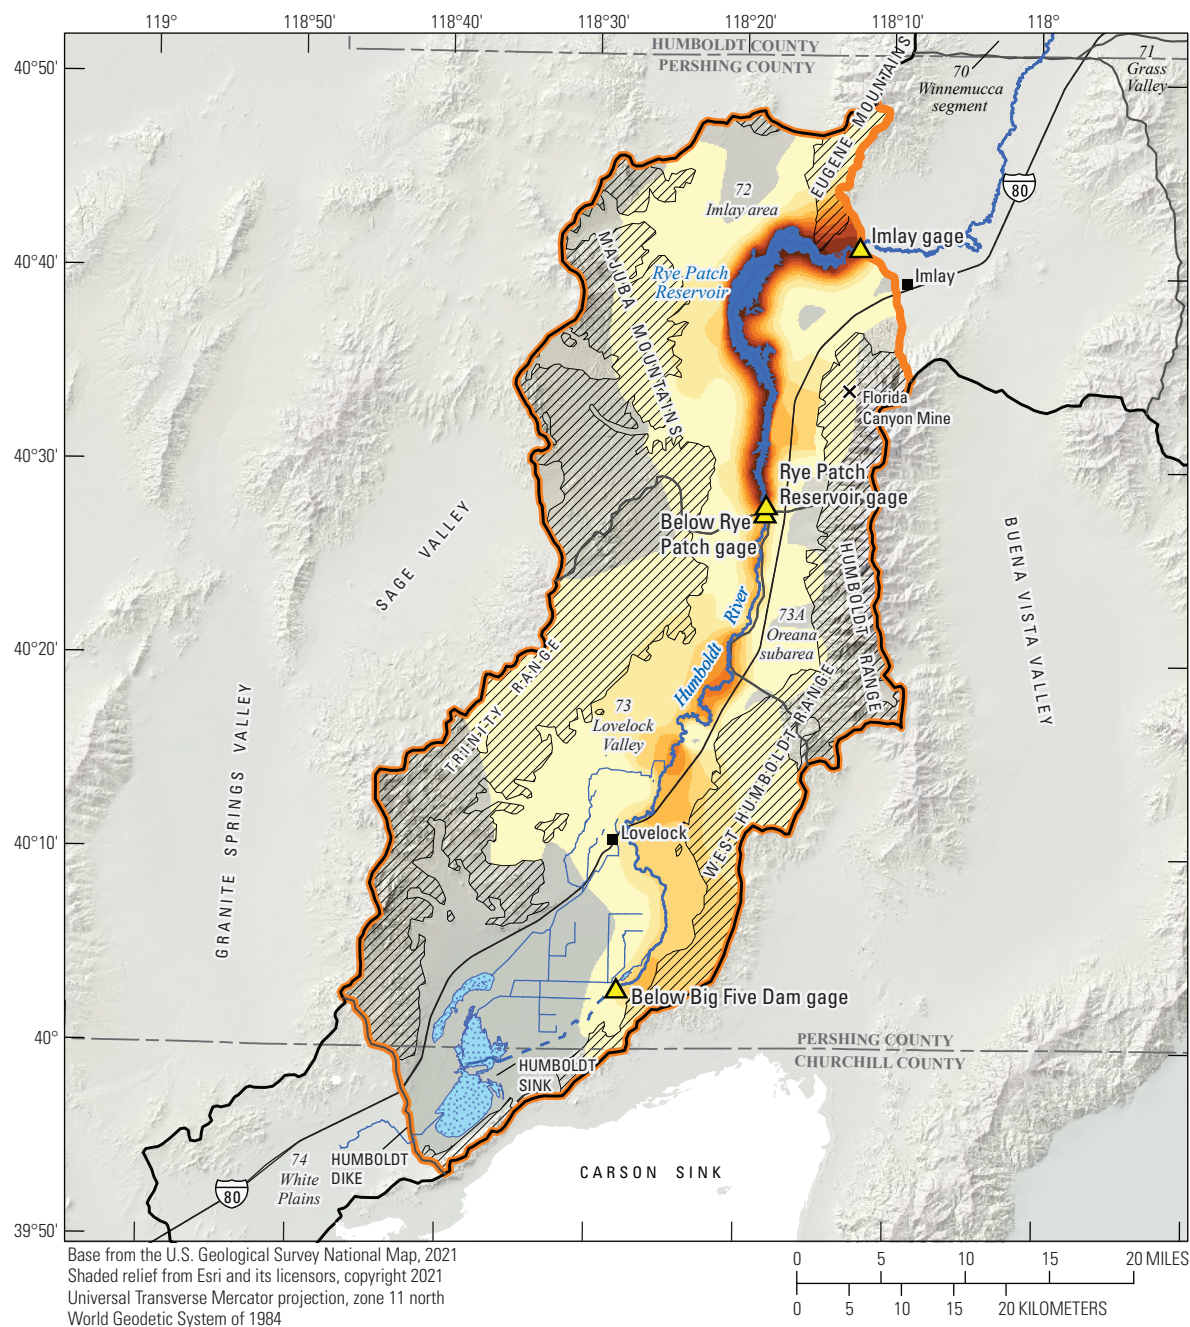 119°
118°50'
118°40'
118°30'
118°20'
118°10'
118°
40°50'
40°40'
40°30'
40°20'
40°10'
40°
39°50'
HUMBOLDT COUNTY
PERSHING COUNTY
70
Winnemucca
segment
71
Grass
Valley
80
EUGENE MOUNTAINS
72
Imlay area
Imlay gage
Imlay
Rye Patch
Reservoir
MAJUBA MOUNTAINS
Florida
Canyon Mine
Rye Patch
Reservoir gage
Below Rye
Patch gage
SAGE VALLEY
BUENA VISTA VALLEY
HUMBOLDT RANGE
Humboldt River
73A
Oreana
subarea
TRINITY RANGE
73
Lovelock
Valley
WEST HUMBOLDT RANGE
GRANITE SPRINGS VALLEY
Lovelock
Below Big Five Dam gage
PERSHING COUNTY
CHURCHILL COUNTY
HUMBOLDT
SINK
HUMBOLDT
DIKE
74
White
Plains
80
CARSON SINK
Base from the U.S. Geological Survey National Map, 2021
Shaded relief from Esri and its licensors, copyright 2021
Universal Transverse Mercator projection, zone 11 north
World Geodetic System of 1984
0 5 10 15 20 MILES
0 5 10 15 20 KILOMETERS